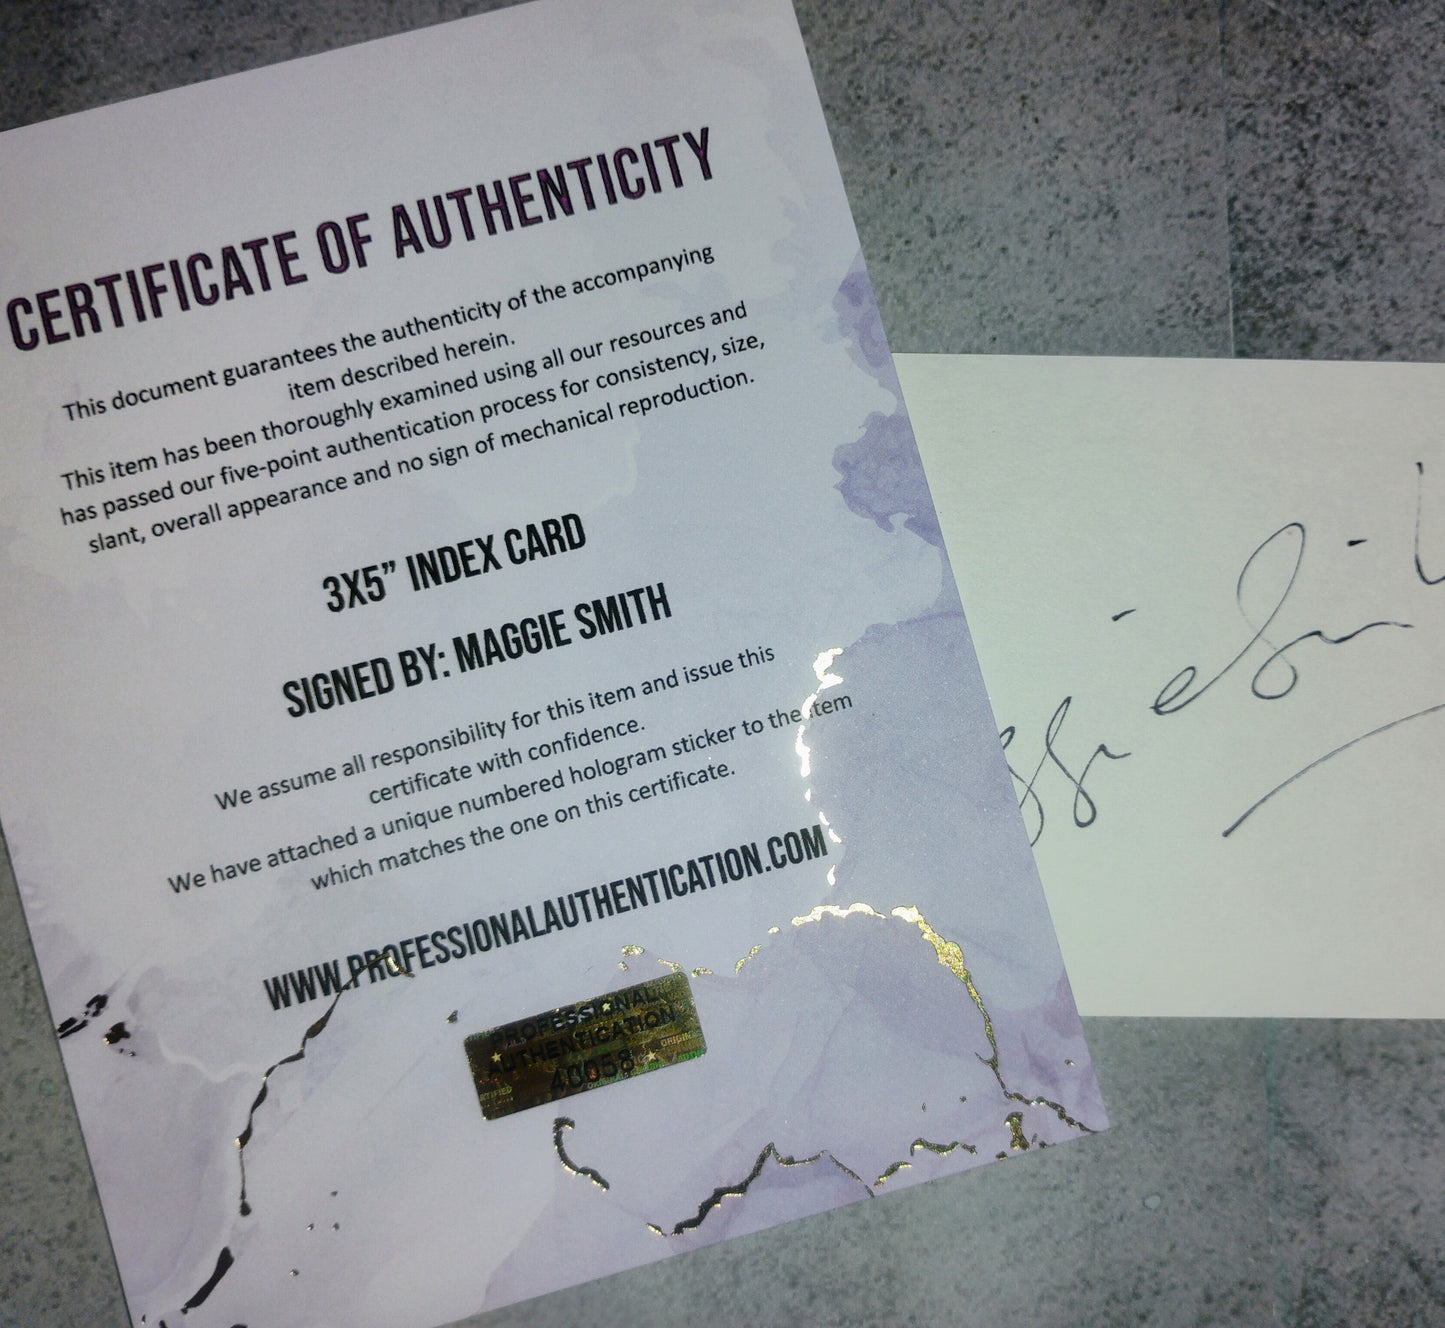 CERTIFICATE OF AUTHENTICITY
This document guarantees the authenticity of the accompanying
item described herein.
This item has been thoroughly examined using all our resources and
has passed our five-point authentication process for consistency, size,
slant, overall appearance and no sign of mechanical reproduction.
3X5” INDEX CARD
SIGNED BY: MAGGIE SMITH
We assume all responsibility for this item and issue this
certificate with confidence.
We have attached a unique numbered hologram sticker to the item
which matches the one on this certificate.
WWW.PROFESSIONALAUTHENTICATION.COM
PROFESSIONAL
AUTHENTICATION
40058